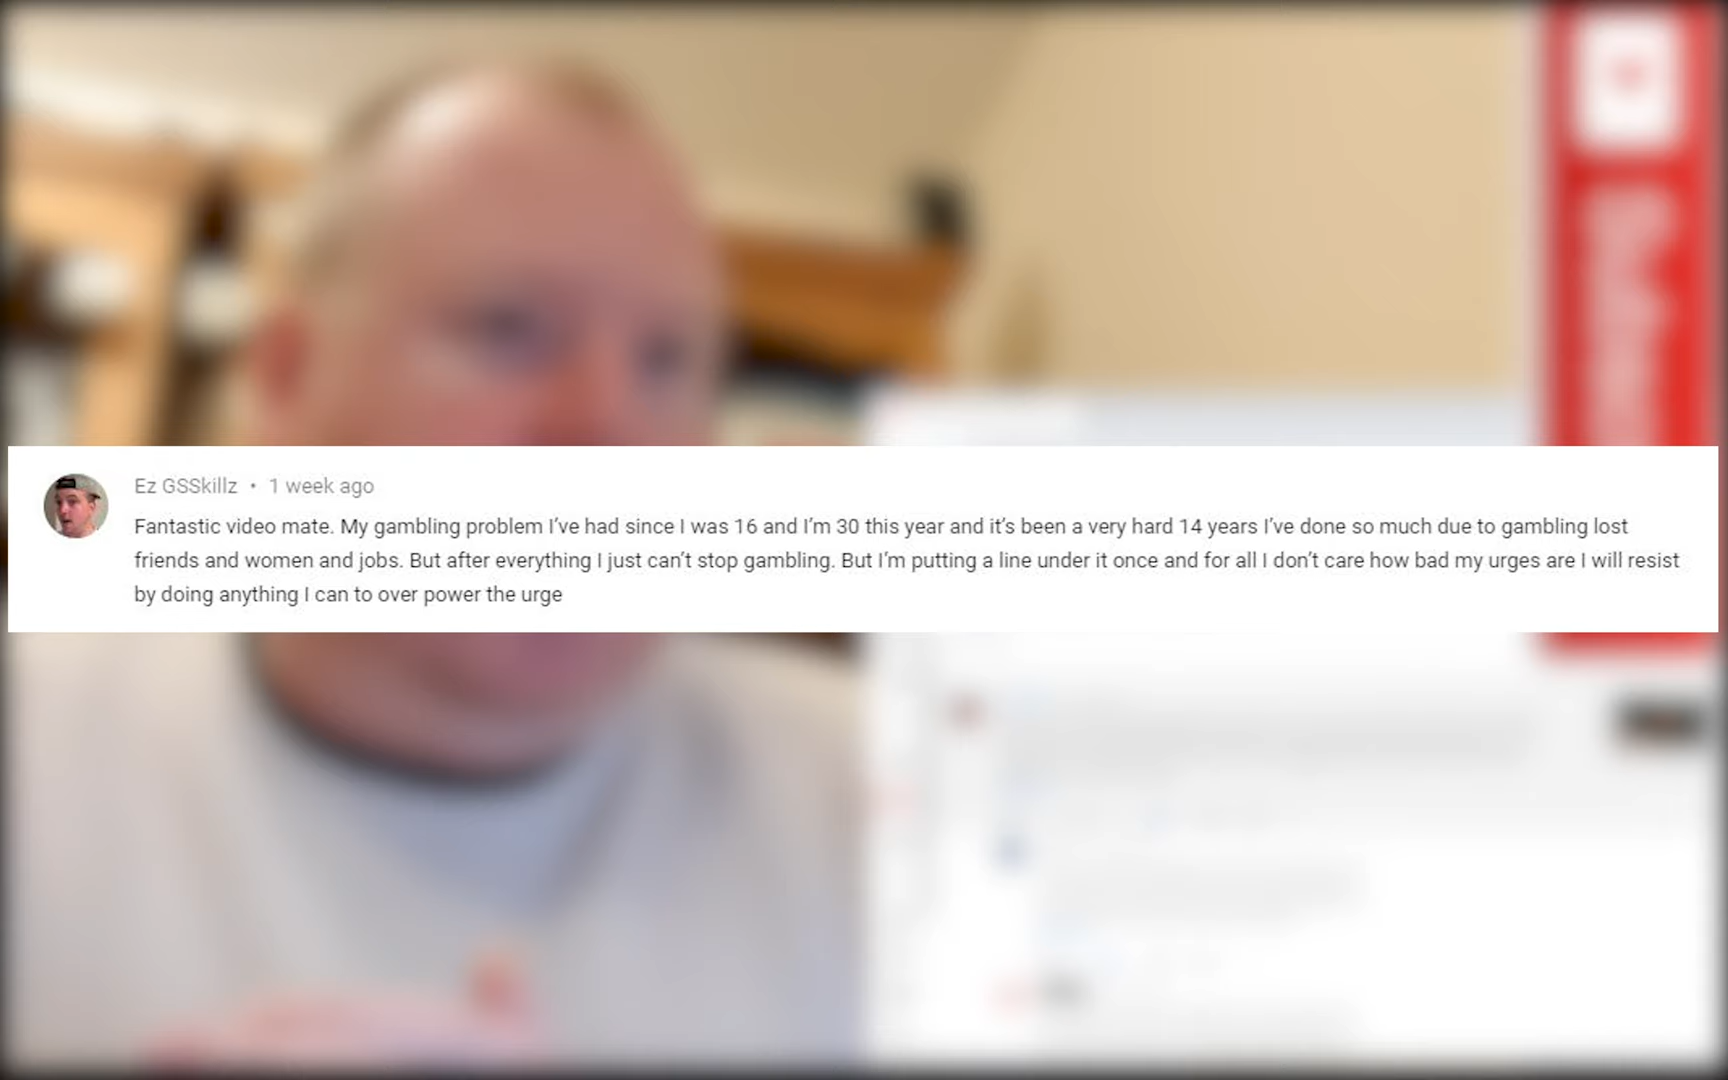 Ez GSSkillz • 1 week ago
Fantastic video mate. My gambling problem I’ve had since I was 16 and I’m 30 this year and it’s been a very hard 14 years I’ve done so much due to gambling lost
friends and women and jobs. But after everything I just can’t stop gambling. But I’m putting a line under it once and for all I don’t care how bad my urges are I will resist
by doing anything I can to over power the urge